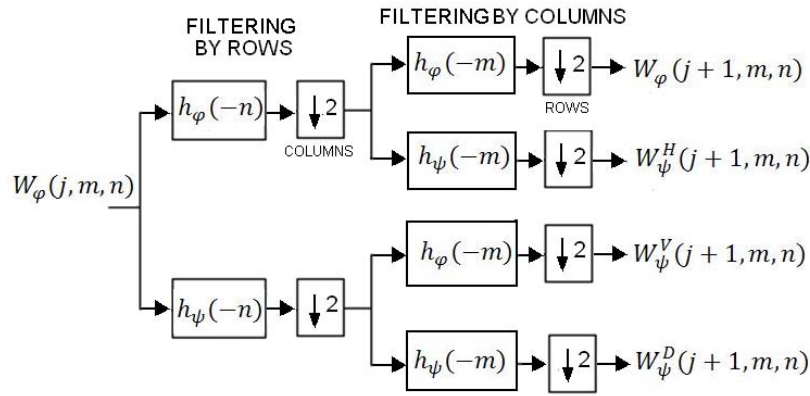 FILTERING
BY ROWS
FILTERING BY COLUMNS
h_φ(−n)
↓ 2
COLUMNS
h_φ(−m)
↓ 2
ROWS
W_φ(j + 1, m, n)
h_ψ(−m)
↓ 2
W_ψ^H(j + 1, m, n)
W_φ(j, m, n)
h_ψ(−n)
↓ 2
h_φ(−m)
↓ 2
W_ψ^V(j + 1, m, n)
h_ψ(−m)
↓ 2
W_ψ^D(j + 1, m, n)